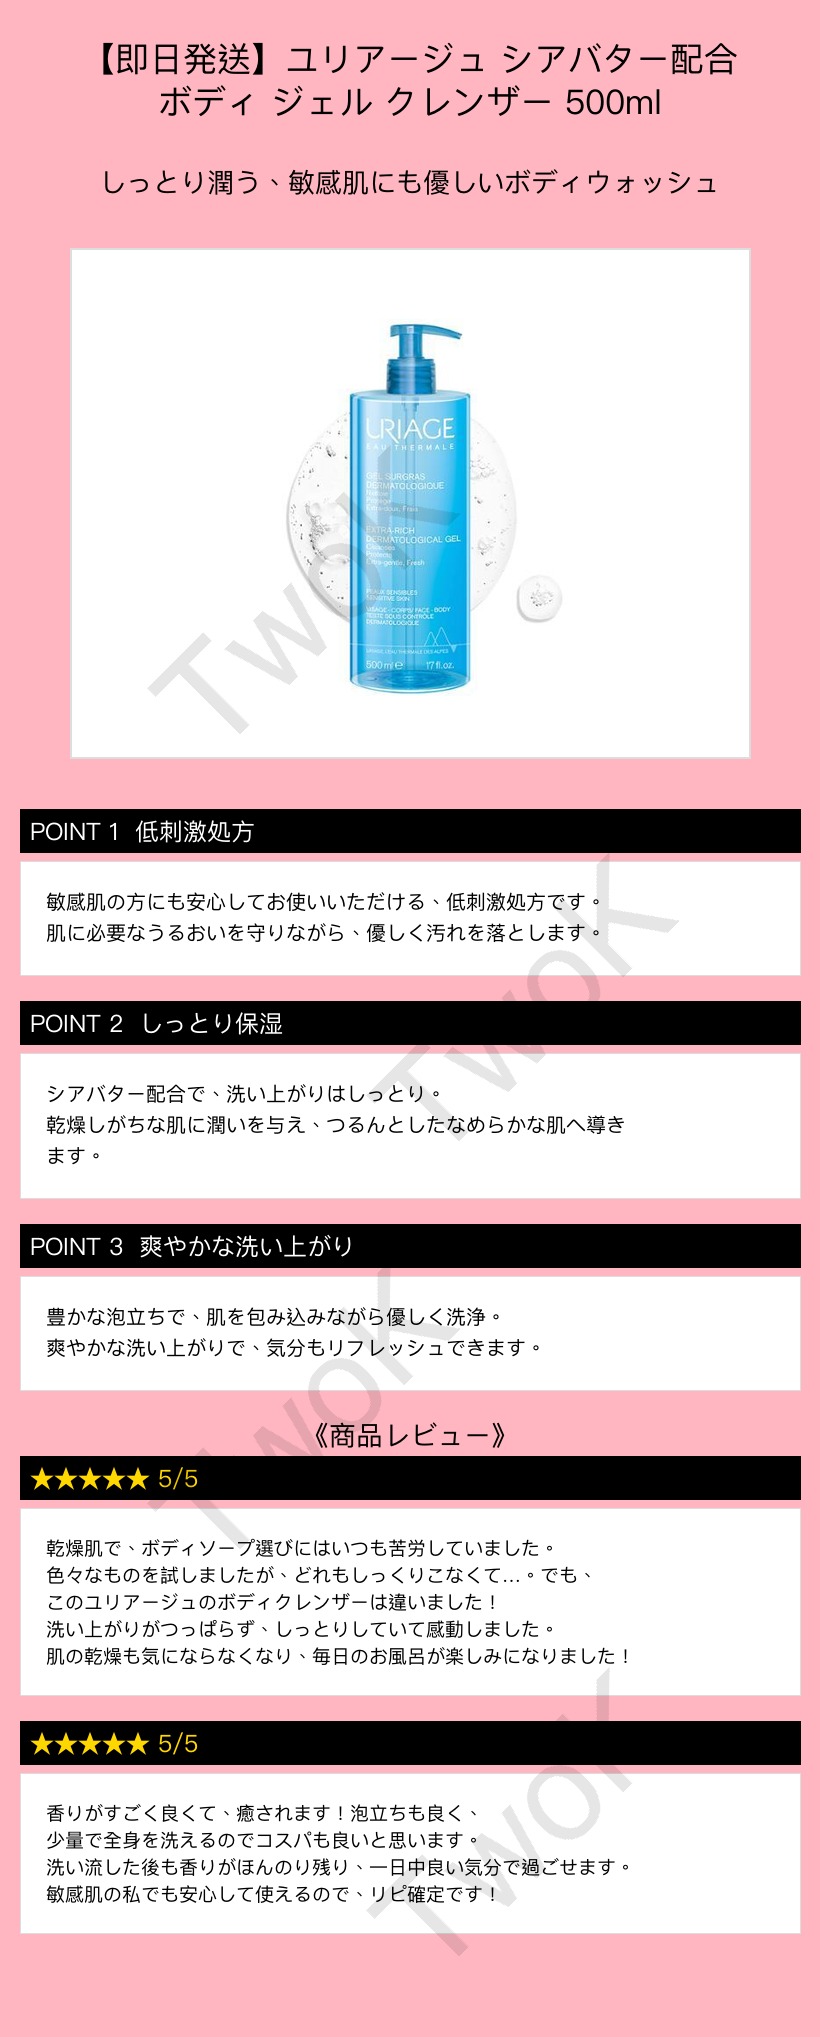 【即日発送】ユリアージュ シアバター配合
ボディ ジェル クレンザー 500ml
しっとり潤う、敏感肌にも優しいボディウォッシュ
URIAGE
EAU THERMALE
GEL SURGRAS
DERMATOLOGIQUE
Nettoie
Protège
Extra-doux, Frais
EXTRA-RICH
DERMATOLOGICAL GEL
Cleanses
Protects
Extra-gentle, Fresh
PEAUX SENSIBLES
SENSITIVE SKIN
VISAGE - CORPS/ FACE - BODY
TESTÉ SOUS CONTRÔLE
DERMATOLOGIQUE
URIAGE, L'EAU THERMALE DES ALPES
500 ml e 17 fl.oz.
TwoK
POINT 1 低刺激処方
敏感肌の方にも安心してお使いいただける、低刺激処方です。
肌に必要なうるおいを守りながら、優しく汚れを落とします。
TwoK
POINT 2 しっとり保湿
シアバター配合で、洗い上がりはしっとり。
乾燥しがちな肌に潤いを与え、つるんとしたなめらかな肌へ導き
ます。
POINT 3 爽やかな洗い上がり
豊かな泡立ちで、肌を包み込みながら優しく洗浄。
爽やかな洗い上がりで、気分もリフレッシュできます。
TwoK
《商品レビュー》
★★★★★ 5/5
乾燥肌で、ボディソープ選びにはいつも苦労していました。
色々なものを試しましたが、どれもしっくりこなくて…。でも、
このユリアージュのボディクレンザーは違いました！
洗い上がりがつっぱらず、しっとりしていて感動しました。
肌の乾燥も気にならなくなり、毎日のお風呂が楽しみになりました！
★★★★★ 5/5
香りがすごく良くて、癒されます！泡立ちも良く、
少量で全身を洗えるのでコスパも良いと思います。
洗い流した後も香りがほんのり残り、一日中良い気分で過ごせます。
敏感肌の私でも安心して使えるので、リピ確定です！
TwoK